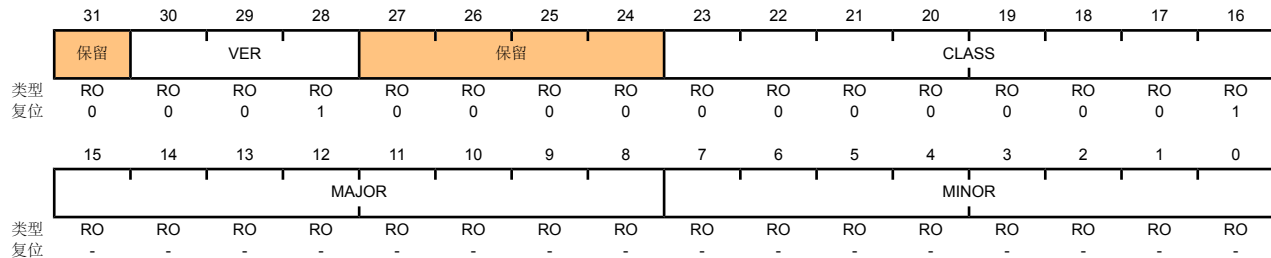 31 30 29 28 27 26 25 24 23 22 21 20 19 18 17 16
保留 VER 保留 CLASS
类型 RO RO RO RO RO RO RO RO RO RO RO RO RO RO RO RO
复位 0 0 0 1 0 0 0 0 0 0 0 0 0 0 0 1
15 14 13 12 11 10 9 8 7 6 5 4 3 2 1 0
MAJOR MINOR
类型 RO RO RO RO RO RO RO RO RO RO RO RO RO RO RO RO
复位 - - - - - - - - - - - - - - - -